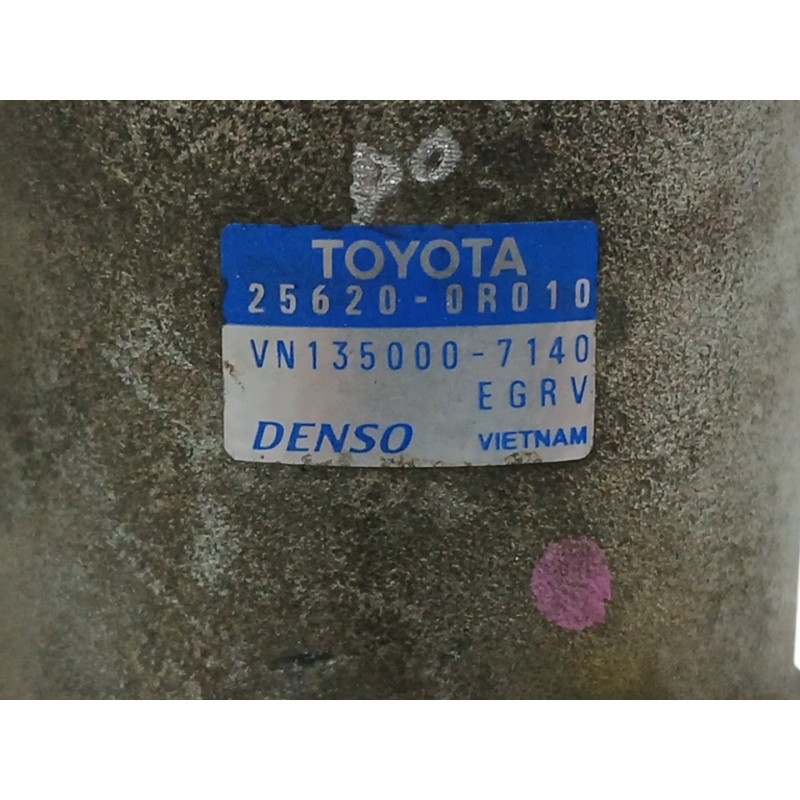 TOYOTA
25620-0R010
VN135000-7140
EGRV
DENSO VIETNAM